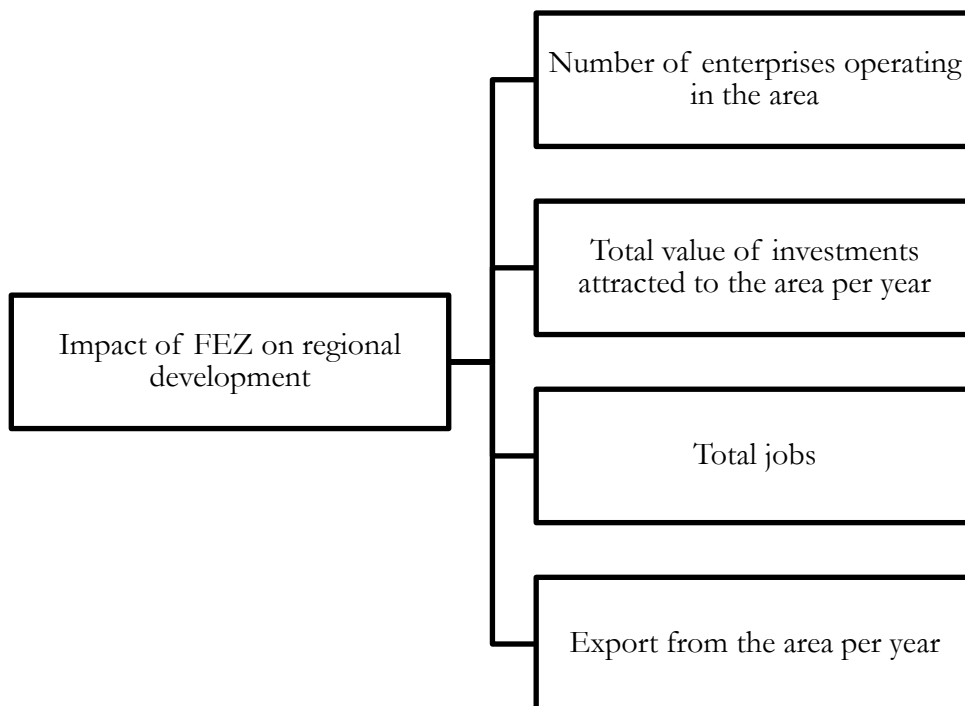 Number of enterprises operating
in the area
Total value of investments
attracted to the area per year
Impact of FEZ on regional
development
Total jobs
Export from the area per year